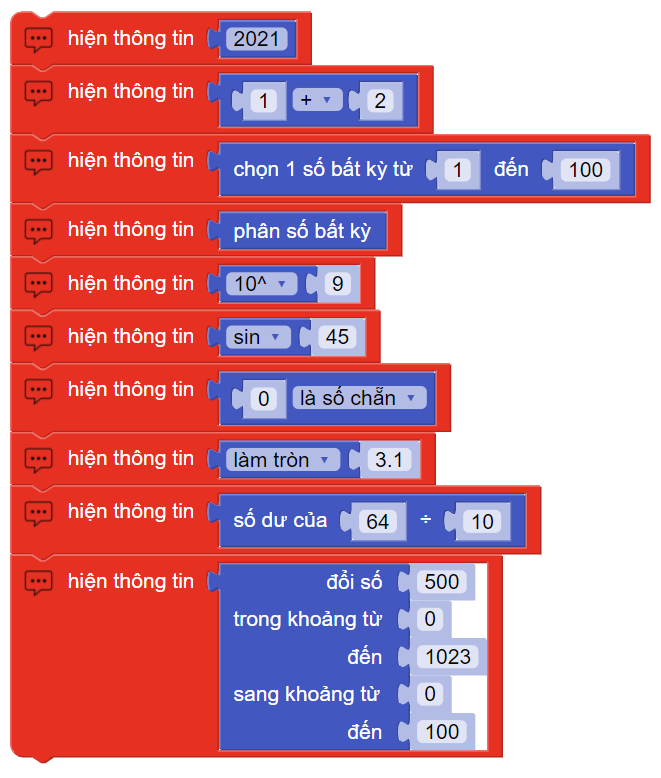 hiện thông tin 2021
hiện thông tin 1 + 2
hiện thông tin chọn 1 số bất kỳ từ 1 đến 100
hiện thông tin phân số bất kỳ
hiện thông tin 10^ 9
hiện thông tin sin 45
hiện thông tin 0 là số chẵn
hiện thông tin làm tròn 3.1
hiện thông tin số dư của 64 ÷ 10
hiện thông tin đổi số 500
trong khoảng từ 0
đến 1023
sang khoảng từ 0
đến 100